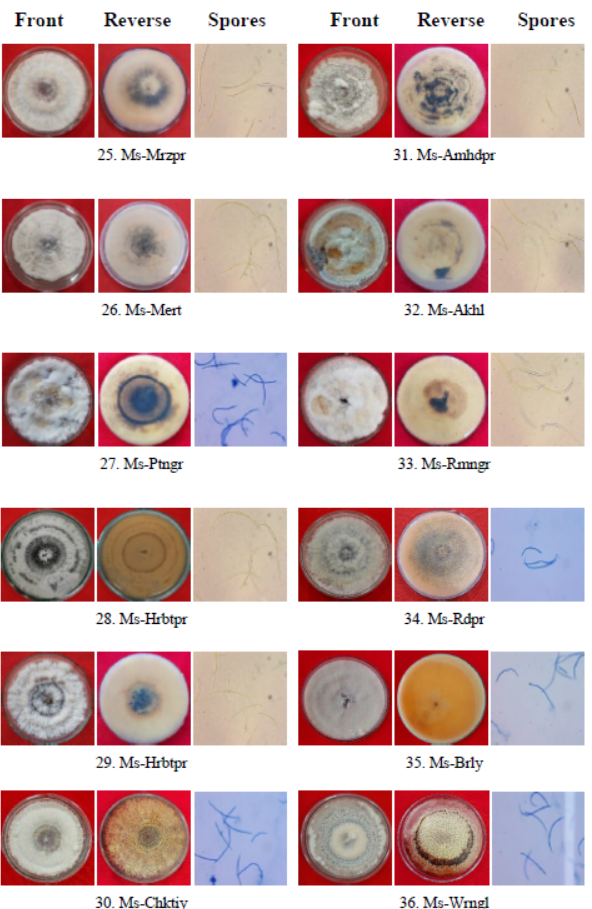 Front Reverse Spores Front Reverse Spores
25. Ms-Mrzpr 31. Ms-Amhdpr
26. Ms-Mert 32. Ms-Akhl
27. Ms-Ptngr 33. Ms-Rmngr
28. Ms-Hrbtpr 34. Ms-Rdpr
29. Ms-Hrbtpr 35. Ms-Brly
30. Ms-Chktiy 36. Ms-Wrngl